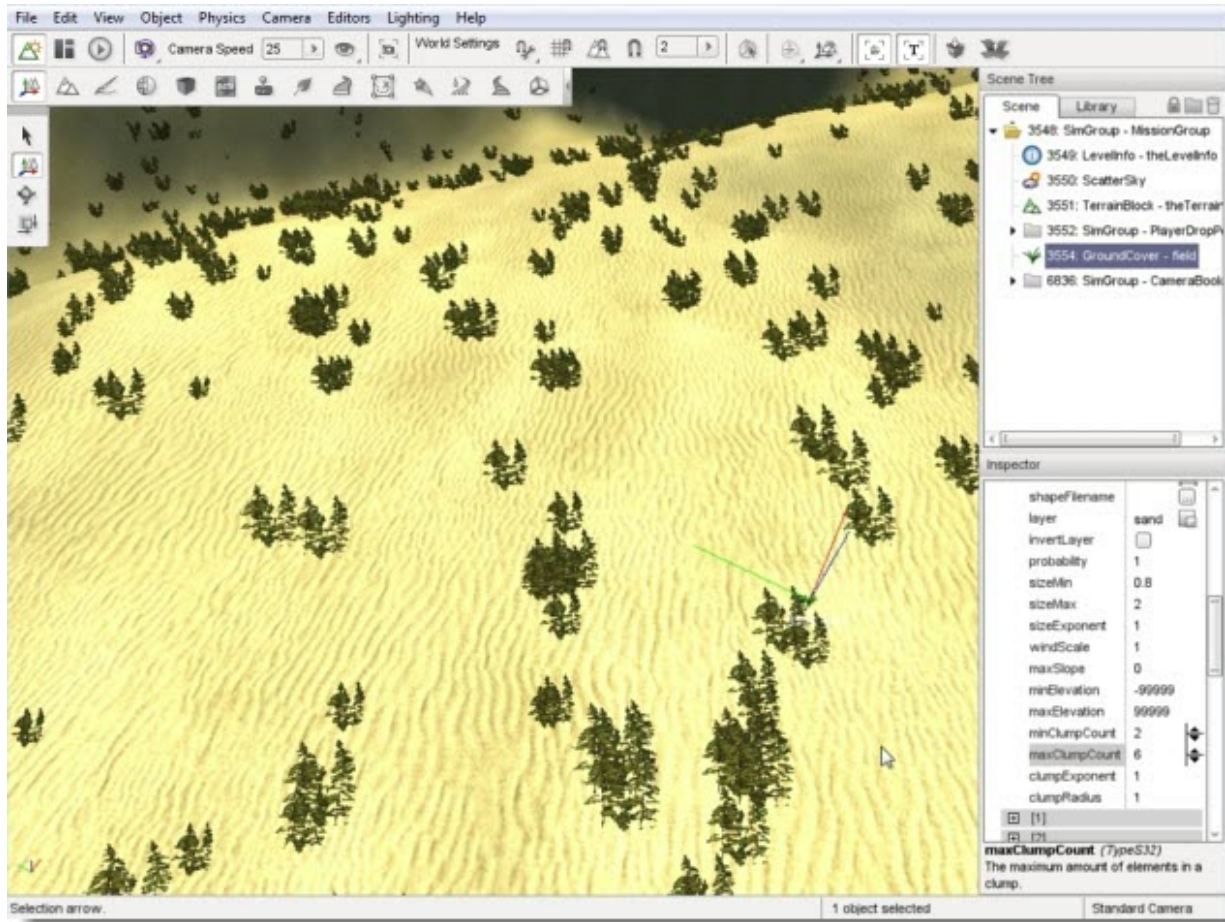 File Edit View Object Physics Camera Editors Lighting Help
Camera Speed 25 World Settings 2
T
Scene Tree
Scene Library
3548: SimGroup - MissionGroup
3549: LevelInfo - theLevelInfo
3550: ScatterSky
3551: TerrainBlock - theTerrain
3552: SimGroup - PlayerDropP
3554: GroundCover - field
6836: SimGroup - CameraBook
Inspector
shapeFilename
layer sand
invertLayer
probability 1
sizeMin 0.8
sizeMax 2
sizeExponent 1
windScale 1
maxSlope 0
minElevation -99999
maxElevation 99999
minClumpCount 2
maxClumpCount 6
clumpExponent 1
clumpRadius 1
[1]
[2]
maxClumpCount (TypeS32)
The maximum amount of elements in a
clump.
Selection arrow. 1 object selected Standard Camera